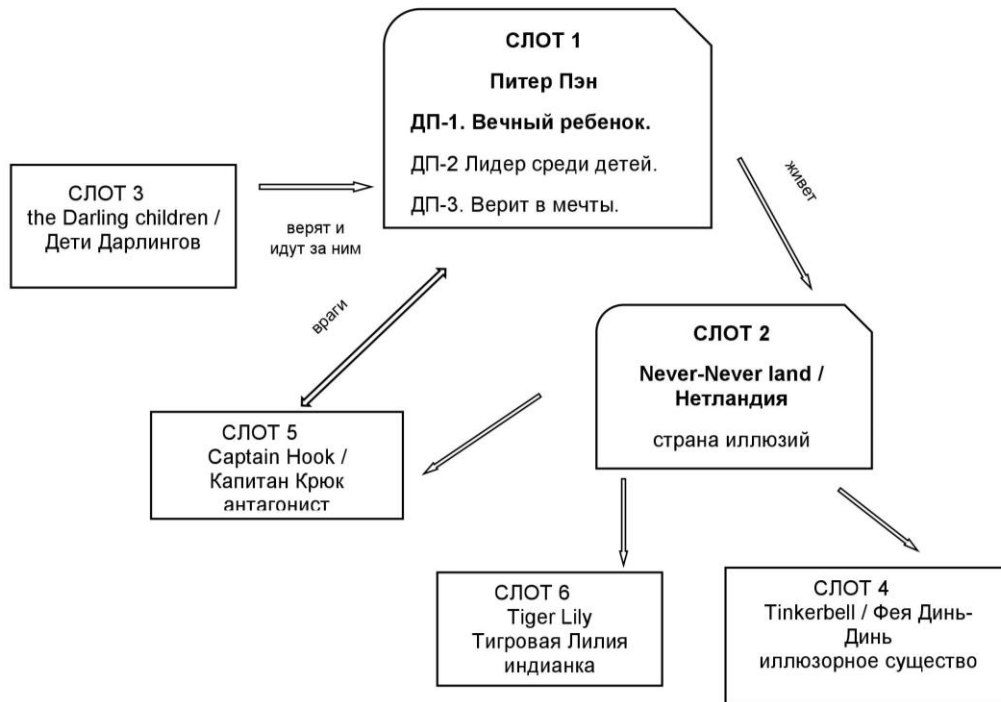 СЛОТ 1
Питер Пэн
ДП-1. Вечный ребенок.
ДП-2 Лидер среди детей.
ДП-3. Верит в мечты.
СЛОТ 3
the Darling children /
Дети Дарлингов
верят и
идут за ним
живет
враги
СЛОТ 2
Never-Never land /
Нетландия
страна иллюзий
СЛОТ 5
Captain Hook /
Капитан Крюк
антагонист
СЛОТ 6
Tiger Lily
Тигровая Лилия
индианка
СЛОТ 4
Tinkerbell / Фея Динь-
Динь
иллюзорное существо